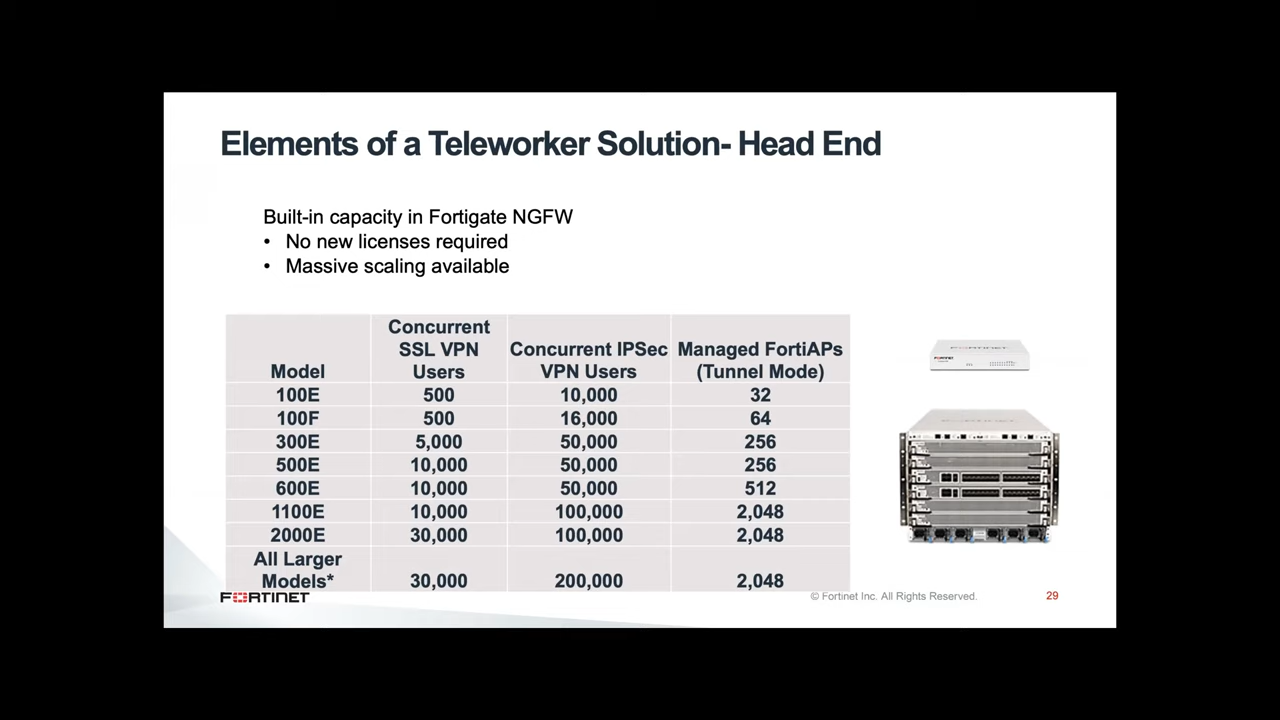 Elements of a Teleworker Solution- Head End
Built-in capacity in Fortigate NGFW
• No new licenses required
• Massive scaling available
Model | Concurrent SSL VPN Users | Concurrent IPSec VPN Users | Managed FortiAPs (Tunnel Mode)
100E 500 10,000 32
100F 500 16,000 64
300E 5,000 50,000 256
500E 10,000 50,000 256
600E 10,000 50,000 512
1100E 10,000 100,000 2,048
2000E 30,000 100,000 2,048
All Larger Models* 30,000 200,000 2,048
FORTINET
© Fortinet Inc. All Rights Reserved.
29